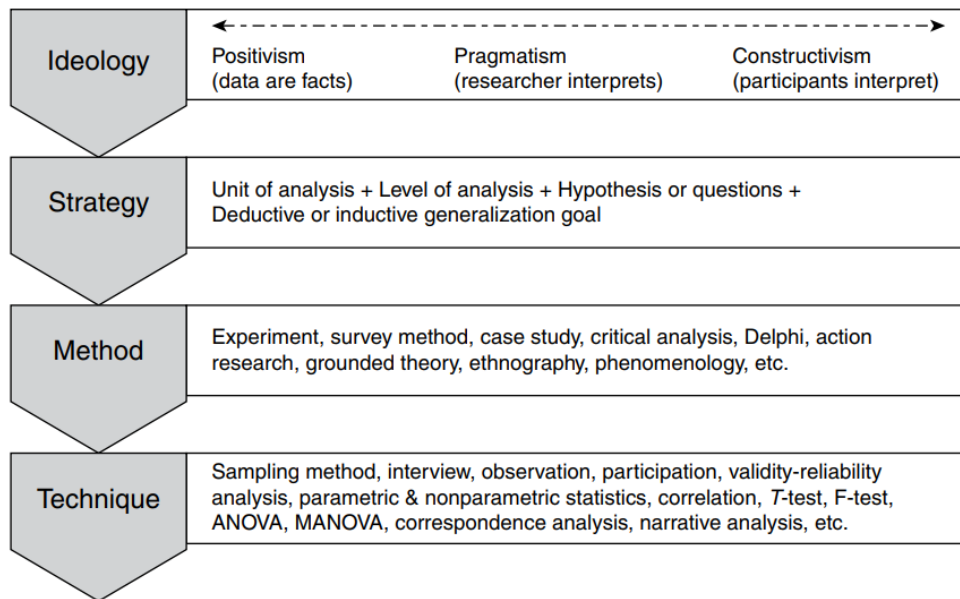 Ideology
Positivism
(data are facts)
Pragmatism
(researcher interprets)
Constructivism
(participants interpret)
Strategy
Unit of analysis + Level of analysis + Hypothesis or questions +
Deductive or inductive generalization goal
Method
Experiment, survey method, case study, critical analysis, Delphi, action
research, grounded theory, ethnography, phenomenology, etc.
Technique
Sampling method, interview, observation, participation, validity-reliability
analysis, parametric & nonparametric statistics, correlation, T-test, F-test,
ANOVA, MANOVA, correspondence analysis, narrative analysis, etc.